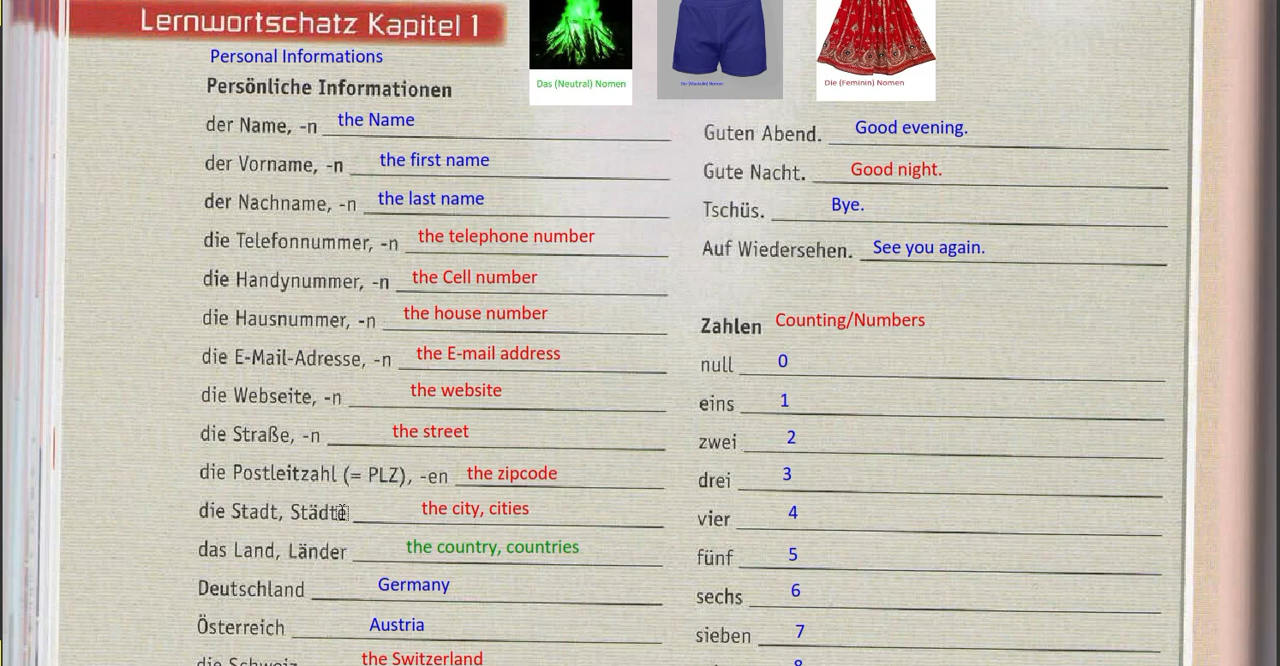 Lernwortschatz Kapitel 1
Das (Neutral) Nomen
Die (Feminin) Nomen
Personal Informations
Persönliche Informationen
der Name, -n the Name
der Vorname, -n the first name
der Nachname, -n the last name
die Telefonnummer, -n the telephone number
die Handynummer, -n the Cell number
die Hausnummer, -n the house number
die E-Mail-Adresse, -n the E-mail address
die Webseite, -n the website
die Straße, -n the street
die Postleitzahl (= PLZ), -en the zipcode
die Stadt, Städte the city, cities
das Land, Länder the country, countries
Deutschland Germany
Österreich Austria
die Schweiz the Switzerland
Guten Abend. Good evening.
Gute Nacht. Good night.
Tschüs. Bye.
Auf Wiedersehen. See you again.
Zahlen Counting/Numbers
null 0
eins 1
zwei 2
drei 3
vier 4
fünf 5
sechs 6
sieben 7
8